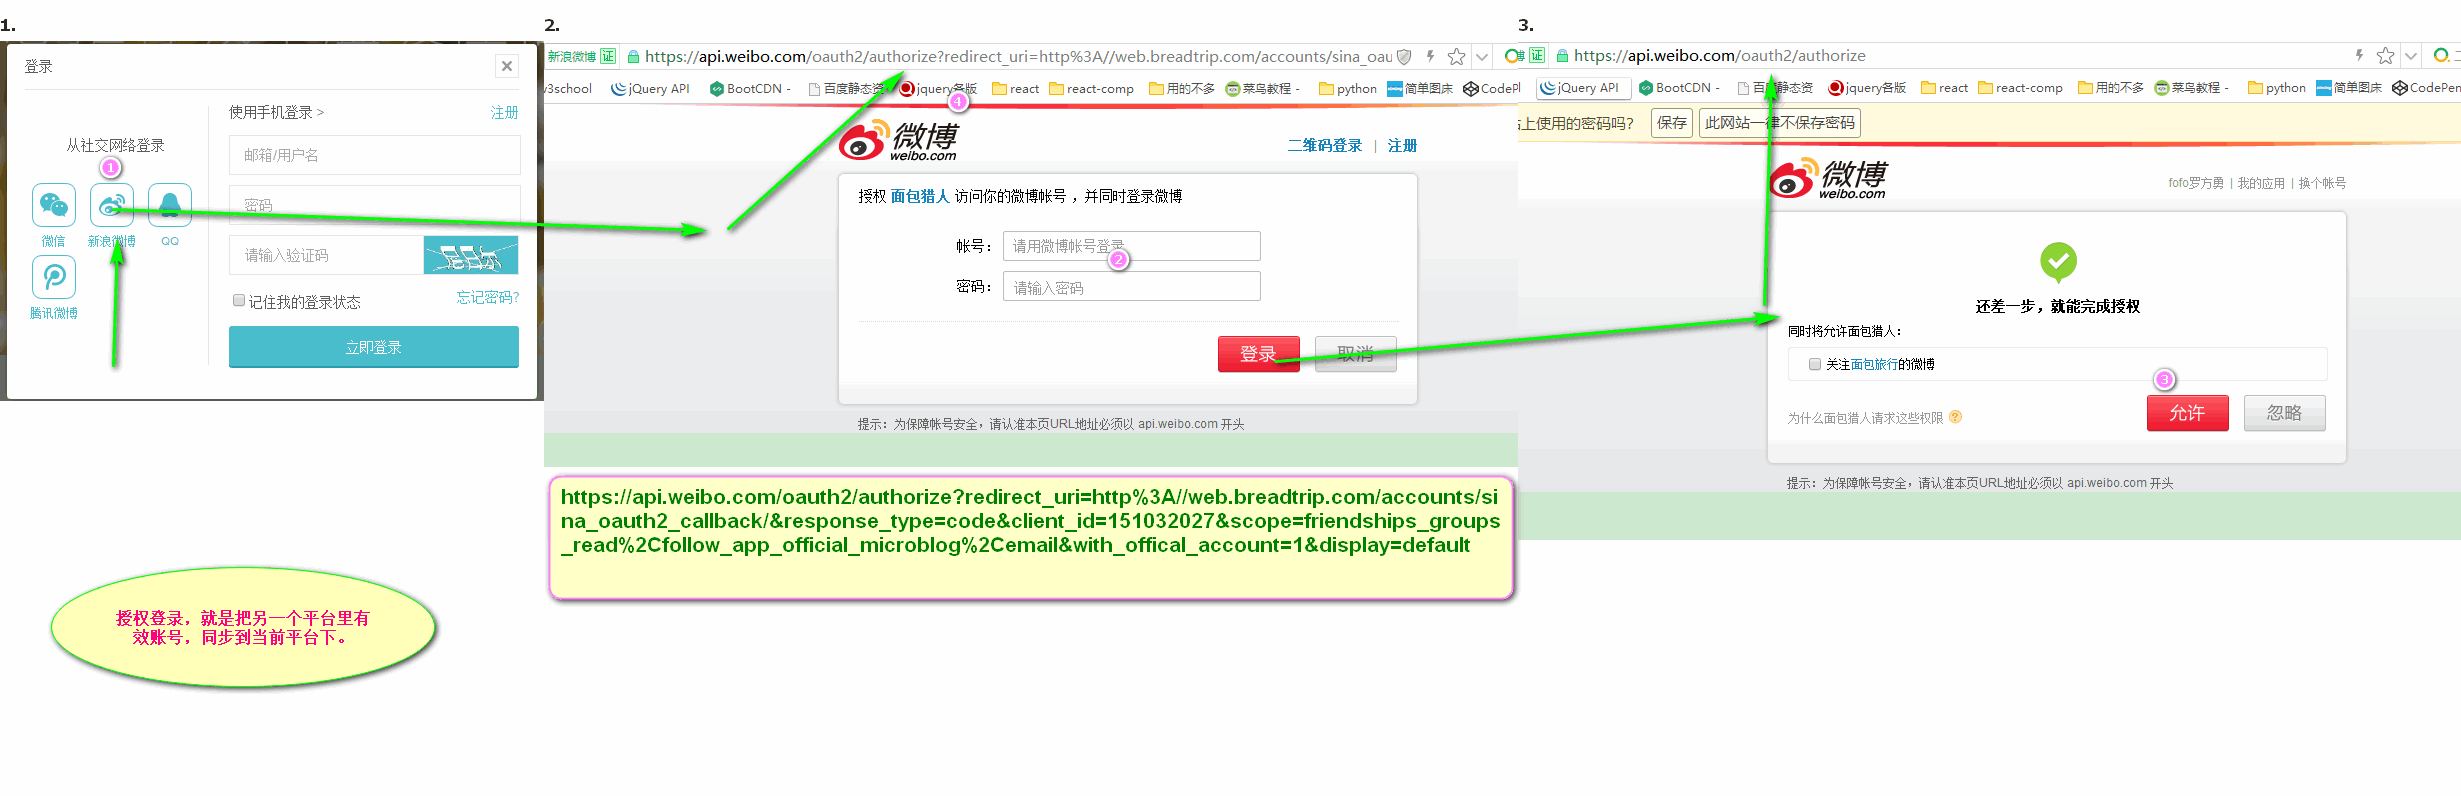 1.
登录
使用手机登录 >
注册
从社交网络登录
1
微信
新浪微博
QQ
腾讯微博
邮箱/用户名
密码
请输入验证码
记住我的登录状态
忘记密码?
立即登录
授权登录，就是把另一个平台里有
效账号，同步到当前平台下。
2.
新浪微博 证 https://api.weibo.com/oauth2/authorize?redirect_uri=http%3A//web.breadtrip.com/accounts/sina_oau
v3school jQuery API BootCDN - 百度静态资 jquery各版 react react-comp 用的不多 菜鸟教程 - python 简单图床 CodePl
4
微博
weibo.com
二维码登录 | 注册
授权 面包猎人 访问你的微博帐号 ，并同时登录微博
帐号： 请用微博帐号登录
2
密码： 请输入密码
登录 取消
提示：为保障帐号安全，请认准本页URL地址必须以 api.weibo.com 开头
https://api.weibo.com/oauth2/authorize?redirect_uri=http%3A//web.breadtrip.com/accounts/si
na_oauth2_callback/&response_type=code&client_id=151032027&scope=friendships_groups
_read%2Cfollow_app_official_microblog%2Cemail&with_offical_account=1&display=default
3.
博 证 https://api.weibo.com/oauth2/authorize
jQuery API BootCDN - 百度静态资 jquery各版 react react-comp 用的不多 菜鸟教程 - python 简单图床 CodePen
上使用的密码吗? 保存 此网站一律不保存密码
微博
weibo.com
fofo罗方勇 | 我的应用 | 换个帐号
还差一步，就能完成授权
同时将允许面包猎人：
关注面包旅行的微博
3
为什么面包猎人请求这些权限 ?
允许 忽略
提示：为保障帐号安全，请认准本页URL地址必须以 api.weibo.com 开头